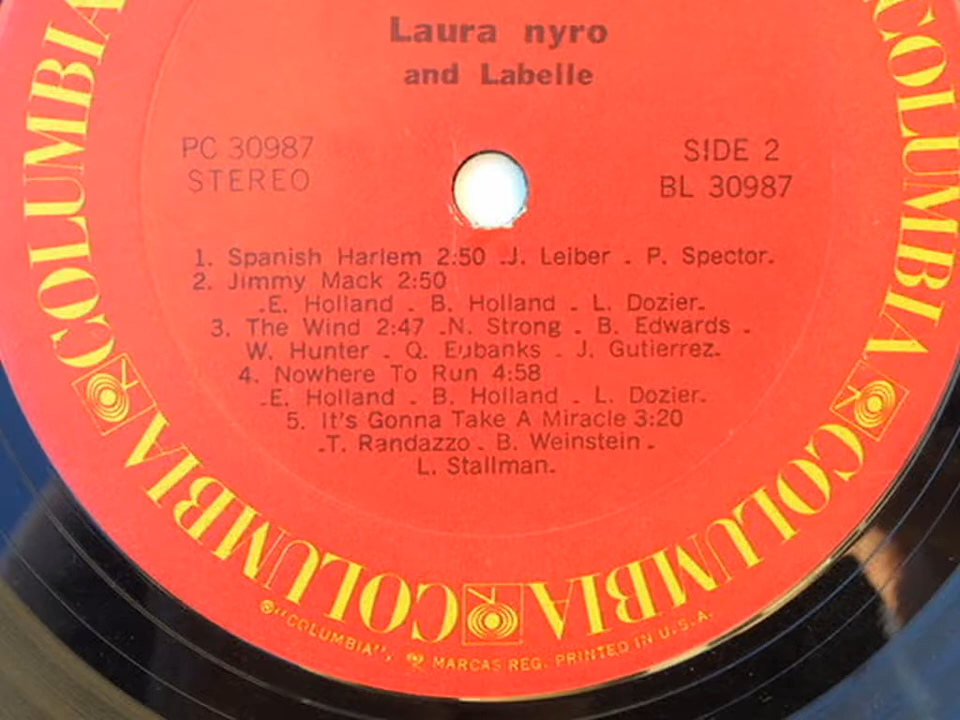 Laura nyro
and Labelle
PC 30987
STEREO
SIDE 2
BL 30987
1. Spanish Harlem 2:50 -J. Leiber - P. Spector-
2. Jimmy Mack 2:50
-E. Holland - B. Holland - L. Dozier-
3. The Wind 2:47 -N. Strong - B. Edwards -
W. Hunter - Q. Eubanks - J. Gutierrez-
4. Nowhere To Run 4:58
-E. Holland - B. Holland - L. Dozier-
5. It's Gonna Take A Miracle 3:20
-T. Randazzo - B. Weinstein -
L. Stallman-
COLUMBIA
COLUMBIA
COLUMBIA
COLUMBIA
COLUMBIA
COLUMBIA
®"COLUMBIA", MARCAS REG. PRINTED IN U.S.A.